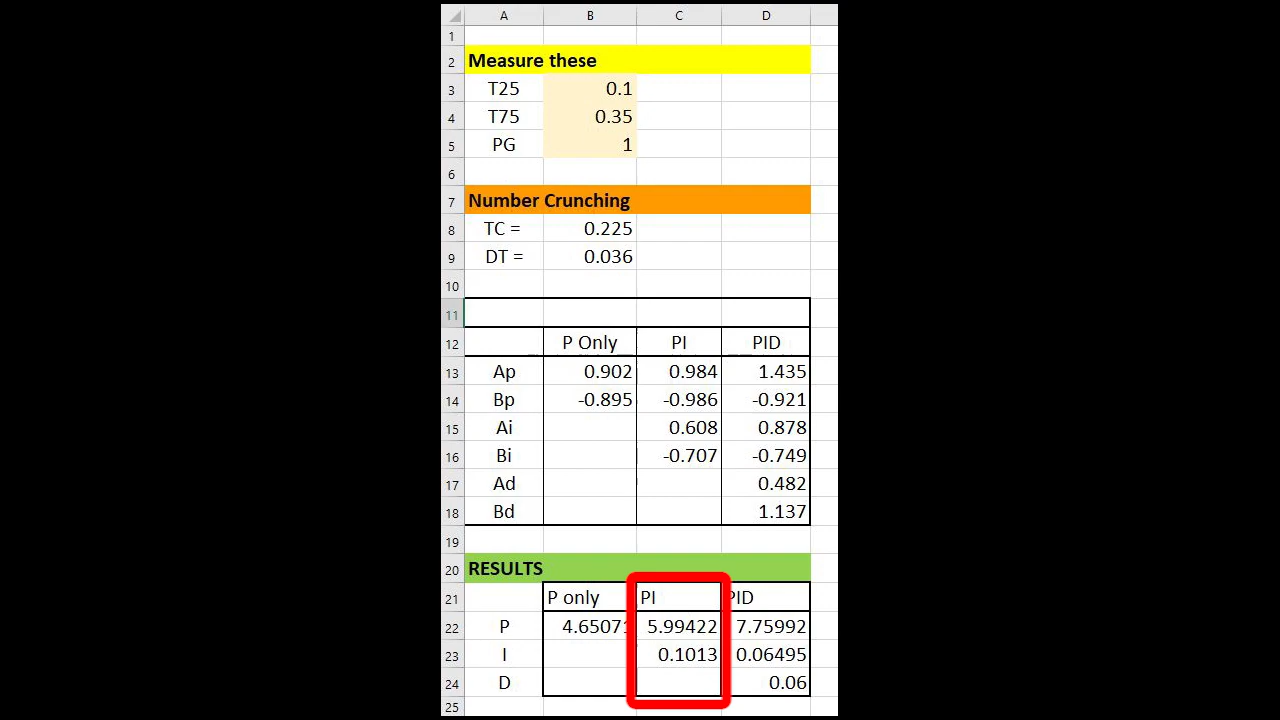 A B C D
1
2 Measure these
3 T25 0.1
4 T75 0.35
5 PG 1
6
7 Number Crunching
8 TC = 0.225
9 DT = 0.036
10
11
12 P Only PI PID
13 Ap 0.902 0.984 1.435
14 Bp -0.895 -0.986 -0.921
15 Ai 0.608 0.878
16 Bi -0.707 -0.749
17 Ad 0.482
18 Bd 1.137
19
20 RESULTS
21 P only PI PID
22 P 4.65071 5.99422 7.75992
23 I 0.1013 0.06495
24 D 0.06
25